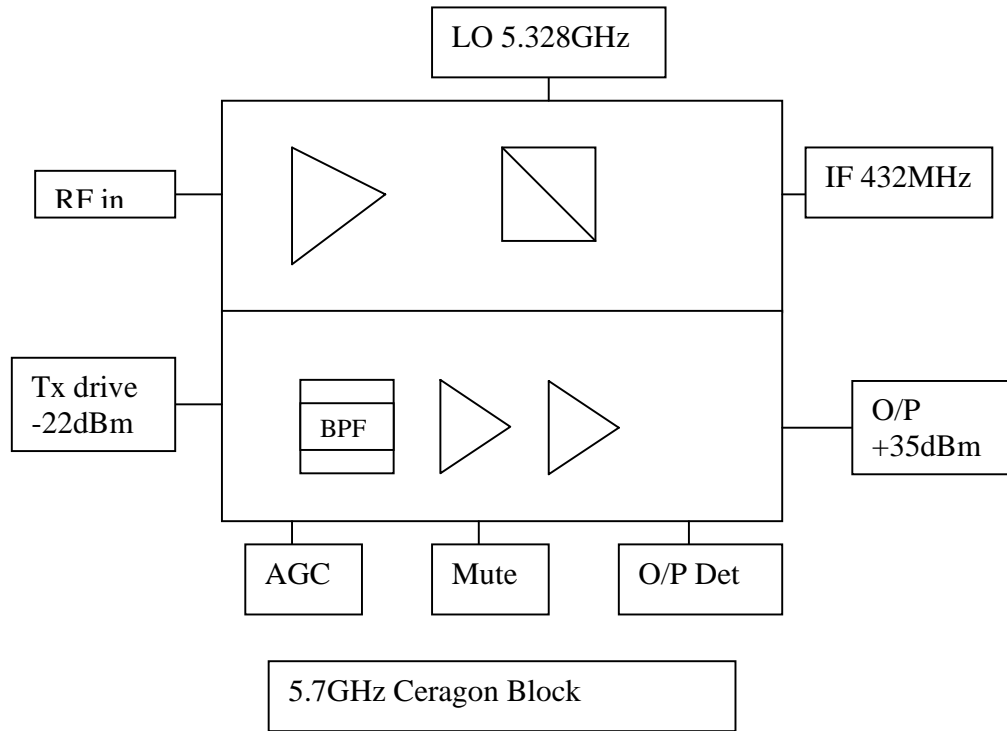 LO 5.328GHz
RF in
IF 432MHz
Tx drive
-22dBm
BPF
O/P
+35dBm
AGC
Mute
O/P Det
5.7GHz Ceragon Block